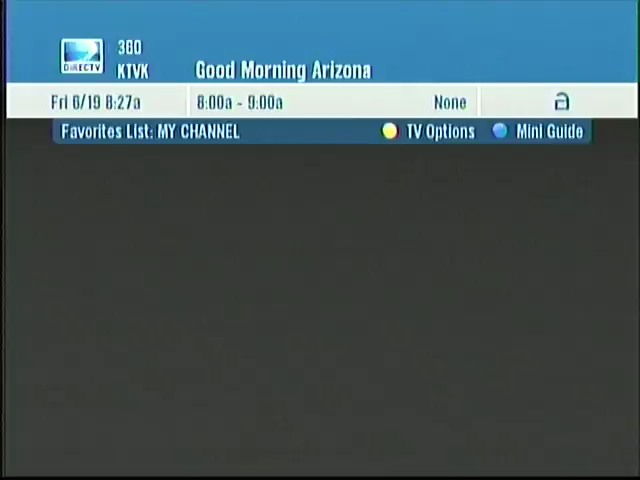 380
DIRECTV
KTVK
Good Morning Arizona
Fri 6/19 8:27a
8:00a - 9:00a
None
Favorites List: MY CHANNEL
TV Options
Mini Guide